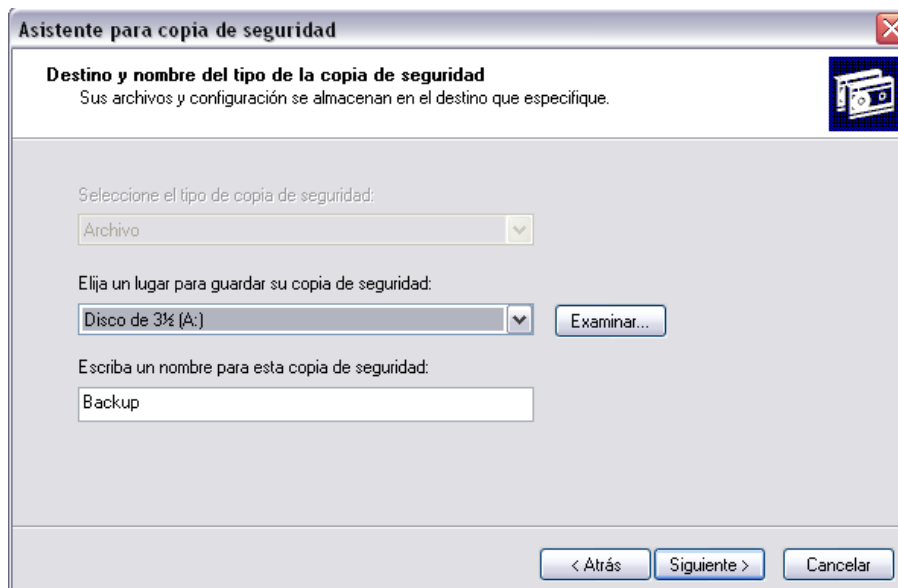 Asistente para copia de seguridad
Destino y nombre del tipo de la copia de seguridad
Sus archivos y configuración se almacenan en el destino que especifique.
Seleccione el tipo de copia de seguridad:
Archivo
Elija un lugar para guardar su copia de seguridad:
Disco de 3½ (A:)
Examinar...
Escriba un nombre para esta copia de seguridad:
Backup
< Atrás
Siguiente >
Cancelar